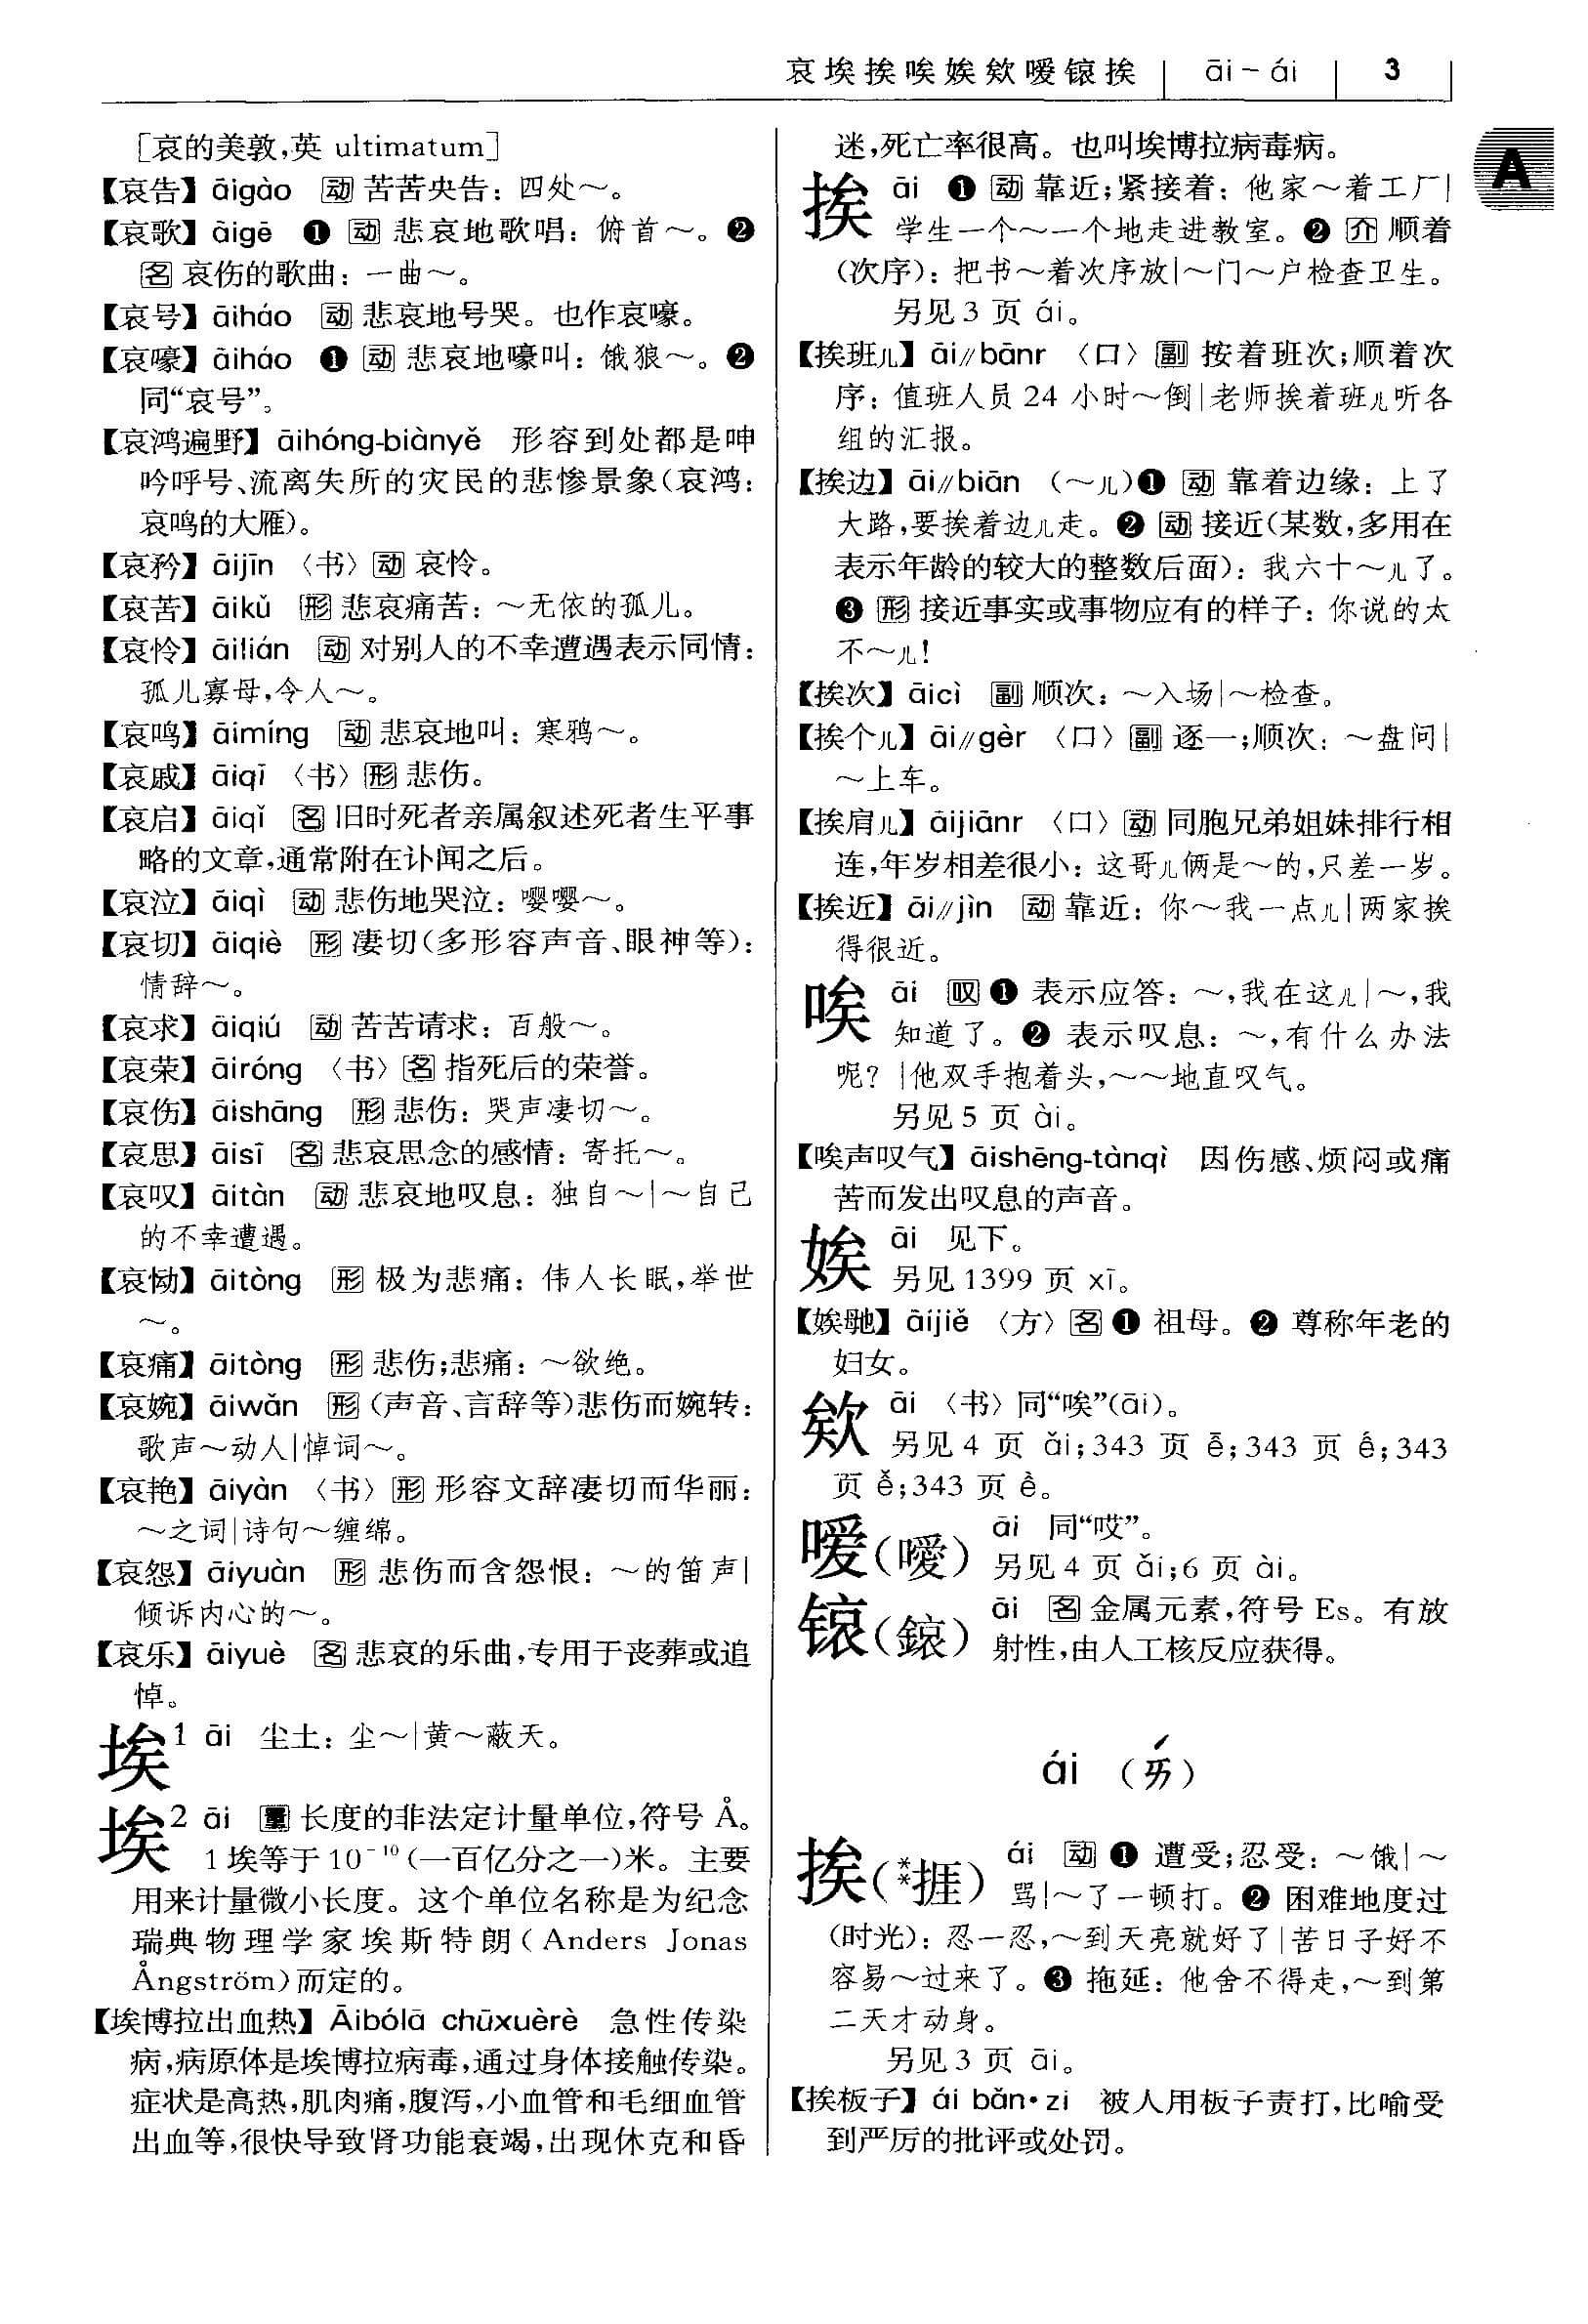 哀埃挨唉娭欸嗳锿挨 āi－ái 3
A
[哀的美敦,英 ultimatum]
【哀告】āigào 动 苦苦央告：四处～。
【哀歌】āigē ❶ 动 悲哀地歌唱：俯首～。❷
名 哀伤的歌曲：一曲～。
【哀号】āiháo 动 悲哀地号哭。也作哀嚎。
【哀嚎】āiháo ❶ 动 悲哀地嚎叫：饿狼～。❷
同“哀号”。
【哀鸿遍野】āihóng-biànyě 形容到处都是呻
吟呼号、流离失所的灾民的悲惨景象（哀鸿：
哀鸣的大雁）。
【哀矜】āijīn 〈书〉动 哀怜。
【哀苦】āikǔ 形 悲哀痛苦：～无依的孤儿。
【哀怜】āilián 动 对别人的不幸遭遇表示同情：
孤儿寡母,令人～。
【哀鸣】āimíng 动 悲哀地叫：寒鸦～。
【哀戚】āiqī 〈书〉形 悲伤。
【哀启】āiqǐ 名 旧时死者亲属叙述死者生平事
略的文章,通常附在讣闻之后。
【哀泣】āiqì 动 悲伤地哭泣：嘤嘤～。
【哀切】āiqiè 形 凄切（多形容声音、眼神等）：
情辞～。
【哀求】āiqiú 动 苦苦请求：百般～。
【哀荣】āiróng 〈书〉名 指死后的荣誉。
【哀伤】āishāng 形 悲伤：哭声凄切～。
【哀思】āisī 名 悲哀思念的感情：寄托～。
【哀叹】āitàn 动 悲哀地叹息：独自～|～自己
的不幸遭遇。
【哀恸】āitòng 形 极为悲痛：伟人长眠,举世
～。
【哀痛】āitòng 形 悲伤;悲痛：～欲绝。
【哀婉】āiwǎn 形 （声音、言辞等）悲伤而婉转：
歌声～动人|悼词～。
【哀艳】āiyàn 〈书〉形 形容文辞凄切而华丽：
～之词|诗句～缠绵。
【哀怨】āiyuàn 形 悲伤而含怨恨：～的笛声|
倾诉内心的～。
【哀乐】āiyuè 名 悲哀的乐曲,专用于丧葬或追
悼。
埃1 āi 尘土：尘～|黄～蔽天。
埃2 āi 量 长度的非法定计量单位,符号 Å。
1 埃等于 10⁻¹⁰（一百亿分之一）米。主要
用来计量微小长度。这个单位名称是为纪念
瑞典物理学家埃斯特朗（Anders Jonas
Ångström）而定的。
【埃博拉出血热】Āibólā chūxuèrè 急性传染
病,病原体是埃博拉病毒,通过身体接触传染。
症状是高热,肌肉痛,腹泻,小血管和毛细血管
出血等,很快导致肾功能衰竭,出现休克和昏
迷,死亡率很高。也叫埃博拉病毒病。
挨 āi ❶ 动 靠近;紧接着：他家～着工厂|
学生一个～一个地走进教室。❷ 介 顺着
（次序）：把书～着次序放|～门～户检查卫生。
另见 3 页 ái。
【挨班儿】āi//bānr 〈口〉副 按着班次;顺着次
序：值班人员 24 小时～倒|老师挨着班儿听各
组的汇报。
【挨边】āi//biān （～儿）❶ 动 靠着边缘：上了
大路,要挨着边儿走。❷ 动 接近（某数,多用在
表示年龄的较大的整数后面）：我六十～儿了。
❸ 形 接近事实或事物应有的样子：你说的太
不～儿！
【挨次】āicì 副 顺次：～入场|～检查。
【挨个儿】āi//gèr 〈口〉副 逐一;顺次：～盘问|
～上车。
【挨肩儿】āijiānr 〈口〉动 同胞兄弟姐妹排行相
连,年岁相差很小：这哥儿俩是～的,只差一岁。
【挨近】āi//jìn 动 靠近：你～我一点儿|两家挨
得很近。
唉 āi 叹 ❶ 表示应答：～,我在这儿|～,我
知道了。❷ 表示叹息：～,有什么办法
呢？|他双手抱着头,～～地直叹气。
另见 5 页 ài。
【唉声叹气】āishēng-tànqì 因伤感、烦闷或痛
苦而发出叹息的声音。
娭 āi 见下。
另见 1399 页 xī。
【娭毑】āijiě 〈方〉名 ❶ 祖母。❷ 尊称年老的
妇女。
欸 āi 〈书〉同“唉”(āi)。
另见 4 页 ǎi;343 页 ē̄;343 页 ế;343
页 ê̌;343 页 ề。
嗳（噯） āi 同“哎”。
另见 4 页 ǎi;6 页 ài。
锿（鎄） āi 名 金属元素,符号 Es。有放
射性,由人工核反应获得。
ái （ㄞˊ）
挨（**捱） ái 动 ❶ 遭受;忍受：～饿|～
骂|～了一顿打。❷ 困难地度过
（时光）：忍一忍,～到天亮就好了|苦日子好不
容易～过来了。❸ 拖延：他舍不得走,～到第
二天才动身。
另见 3 页 āi。
【挨板子】ái bǎn·zi 被人用板子责打,比喻受
到严厉的批评或处罚。